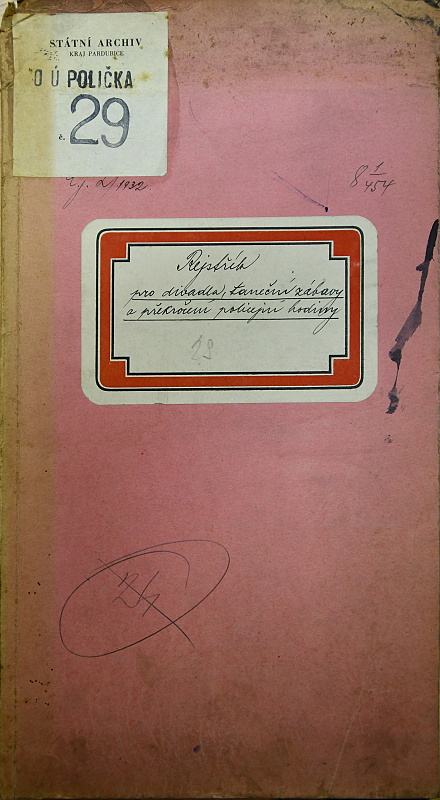 STÁTNÍ ARCHIV
KRAJ PARDUBICE
O Ú POLIČKA
č. 29
2/1932.
8 1/454
Rejstřík
pro divadla, taneční zábavy
a překročení policejní hodiny
29